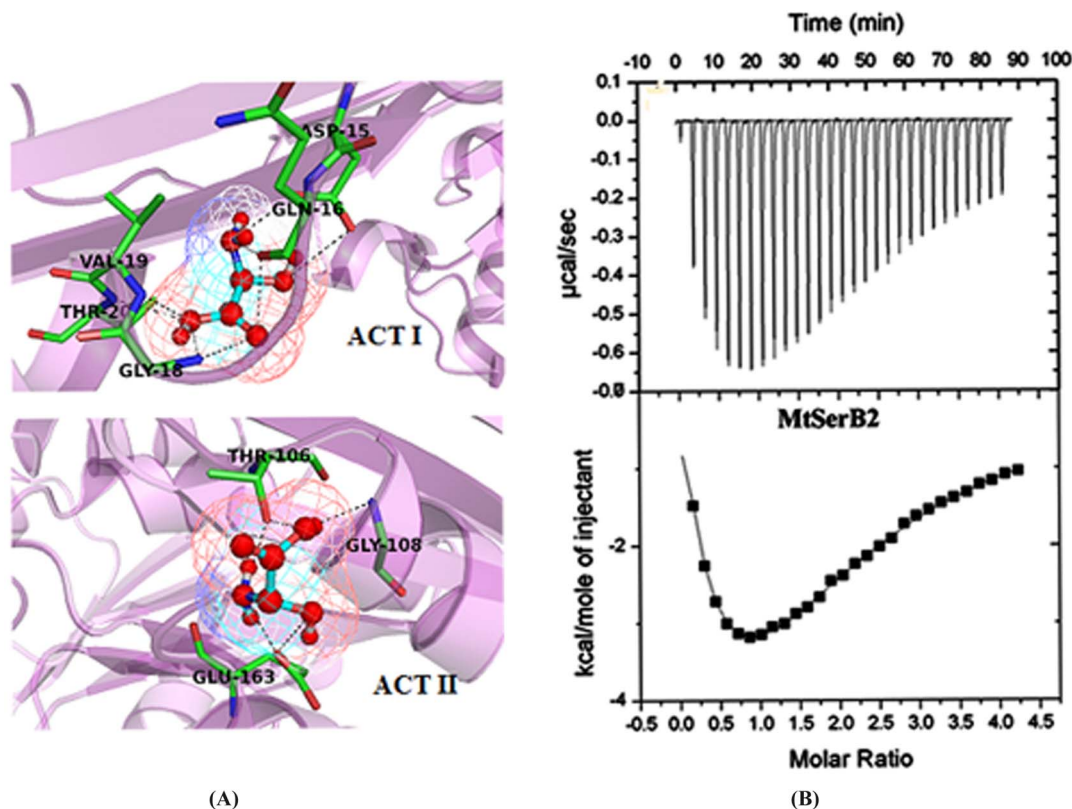 ASP-15
GLN-16
VAL-19
THR-20
ACT I
GLY-18
THR-106
GLY-108
GLU-163
ACT II
(A)
Time (min)
-10 0 10 20 30 40 50 60 70 80 90 100
0.1
0.0
-0.1
-0.2
-0.3
-0.4
-0.5
-0.6
µcal/sec
MtSerB2
-2
-4
kcal/mole of injectant
-0.5 0.0 0.5 1.0 1.5 2.0 2.5 3.0 3.5 4.0 4.5
Molar Ratio
(B)